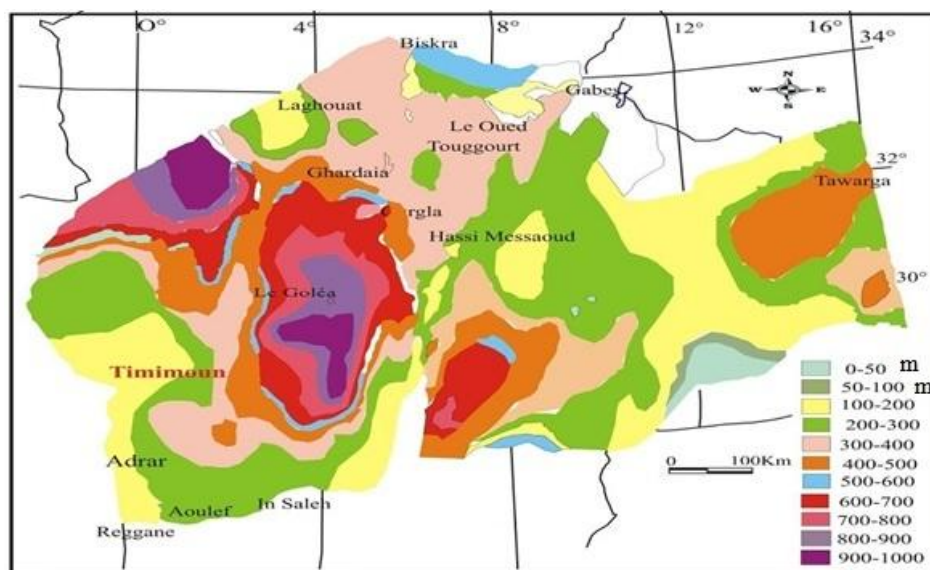 O° 4° 8° 12° 16°
34°
Biskra
N
W E
S
Laghouat
Gabes
Le Oued
Touggourt
32°
Ghardaia
Tawarga
Hassi Messaoud
30°
Le Goléa
Timimoun
0-50 m
50-100 m
100-200
200-300
300-400
400-500
500-600
600-700
700-800
800-900
900-1000
Adrar
100Km
In Saleh
Aoulef
Reggane